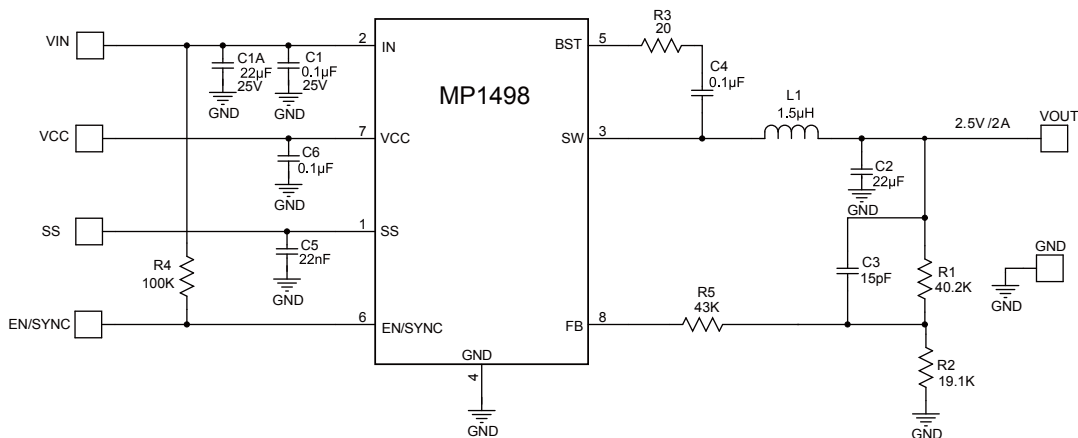 VIN
2
IN
C1A
22µF
25V
GND
C1
0.1µF
25V
GND
VCC
7
VCC
C6
0.1µF
GND
SS
1
SS
C5
22nF
GND
R4
100K
EN/SYNC
6
EN/SYNC
MP1498
GND
4
GND
BST
5
R3
20
C4
0.1µF
SW
3
L1
1.5µH
2.5V/2A
VOUT
C2
22µF
GND
C3
15pF
R1
40.2K
GND
GND
FB
8
R5
43K
R2
19.1K
GND